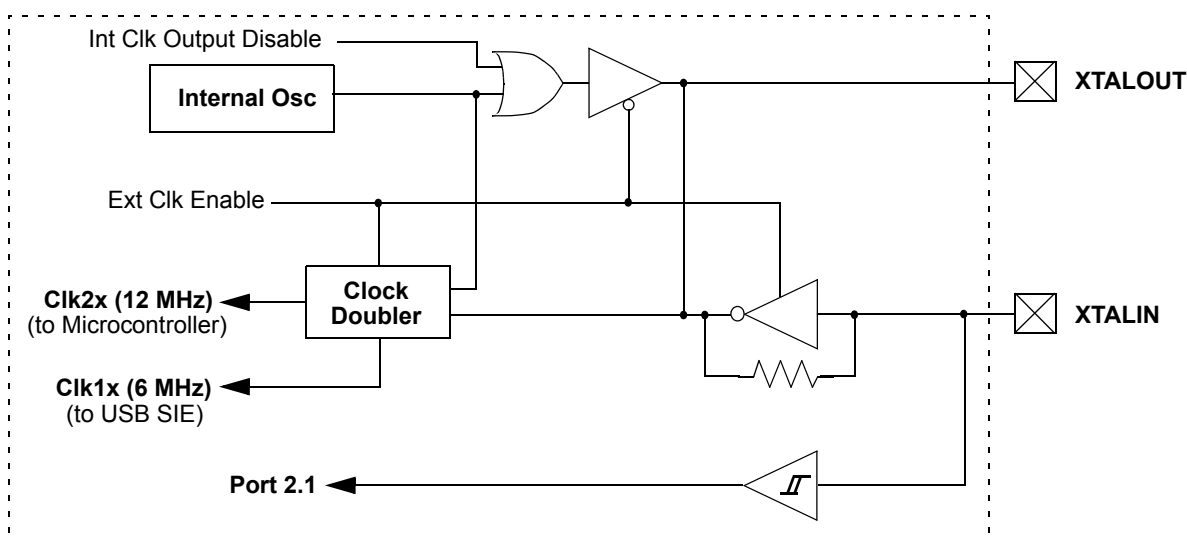 Int Clk Output Disable
Internal Osc
XTALOUT
Ext Clk Enable
Clock
Doubler
Clk2x (12 MHz)
(to Microcontroller)
XTALIN
Clk1x (6 MHz)
(to USB SIE)
Port 2.1